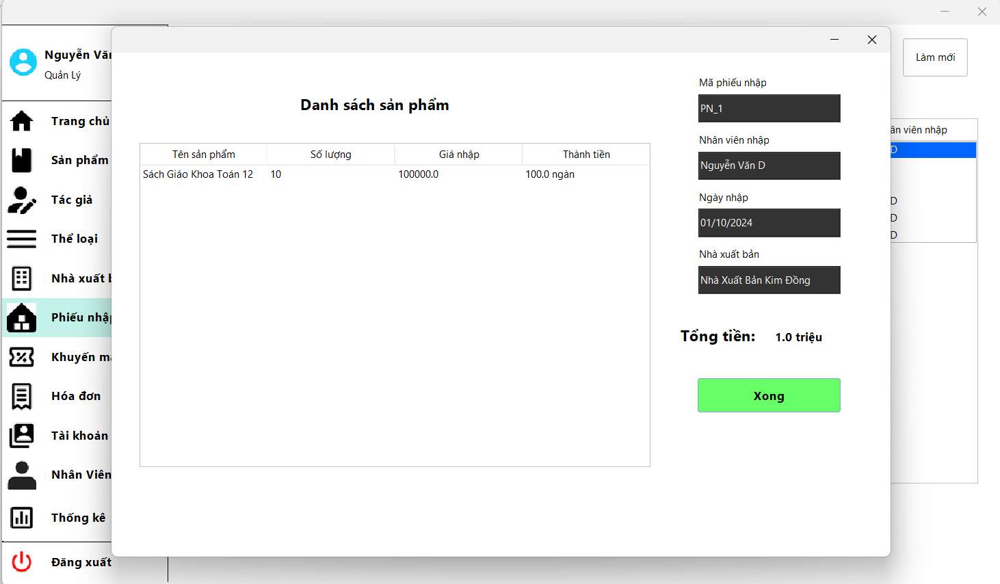 Nguyễn Văn
Quản Lý
Trang chủ
Sản phẩm
Tác giả
Thể loại
Nhà xuất
Phiếu nhập
Khuyến
Hóa đơn
Tài khoản
Nhân Viên
Thống kê
Đăng xuất
Danh sách sản phẩm
Tên sản phẩm Số lượng Giá nhập Thành tiền
Sách Giáo Khoa Toán 12 10 100000.0 100.0 ngàn
Mã phiếu nhập
PN_1
Nhân viên nhập
Nguyễn Văn D
Ngày nhập
01/10/2024
Nhà xuất bản
Nhà Xuất Bản Kim Đồng
Tổng tiền: 1.0 triệu
Xong
Làm mới
viên nhập
D
D
D
D